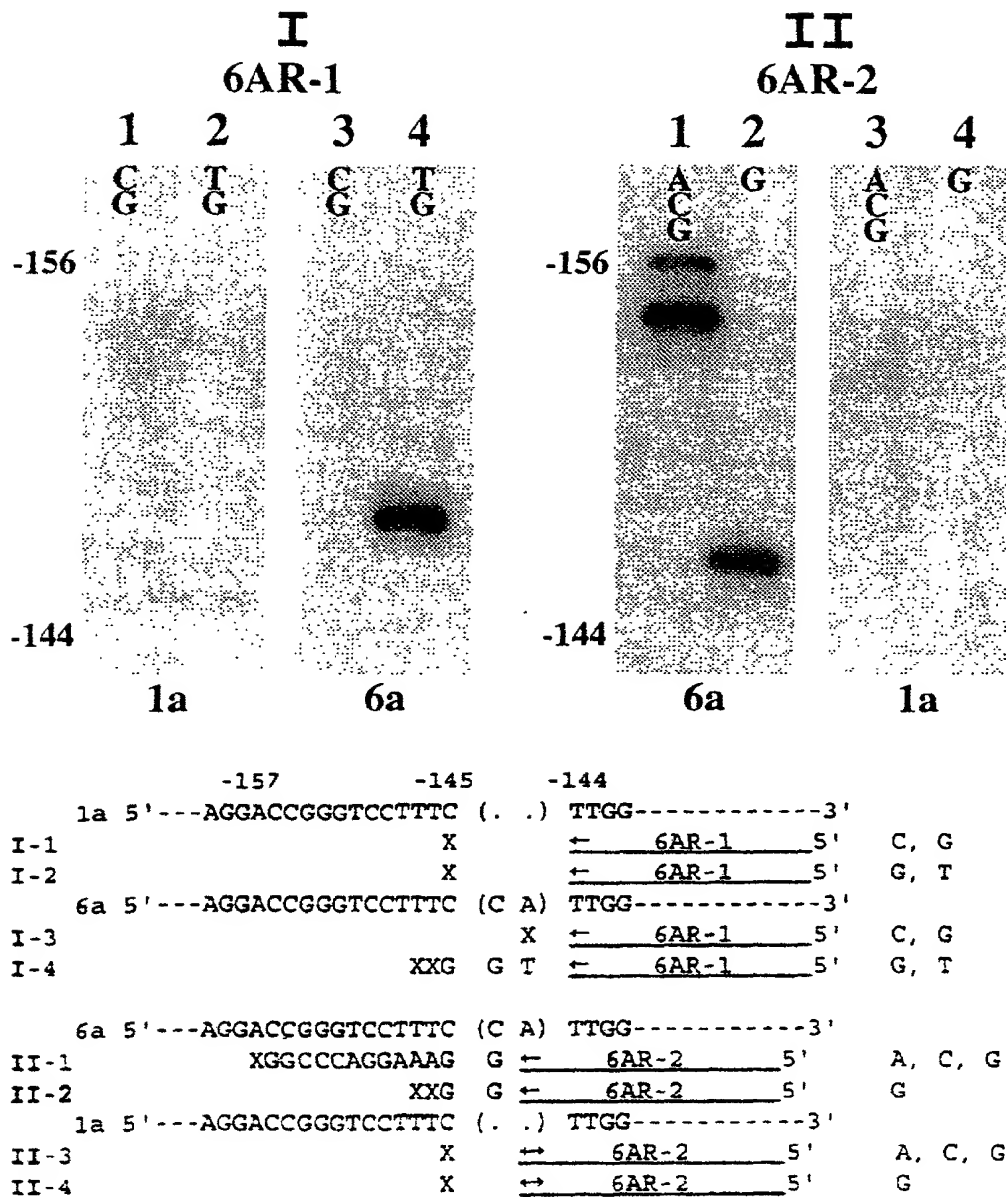 I II
6AR-1 6AR-2
1 2 3 4 1 2 3 4
C T C T A G A G
G G G G C C
G G
-156 -156
-144 -144
1a 6a 6a 1a
-157 -145 -144
1a 5'---AGGACCGGGTCCTTTC (. .) TTGG-----------3'
I-1 X ← 6AR-1 5' C, G
I-2 X ← 6AR-1 5' G, T
6a 5'---AGGACCGGGTCCTTTC (C A) TTGG-----------3'
I-3 X ← 6AR-1 5' C, G
I-4 XXG G T ← 6AR-1 5' G, T
6a 5'---AGGACCGGGTCCTTTC (C A) TTGG-----------3'
II-1 XGGCCCAGGAAAG G ← 6AR-2 5' A, C, G
II-2 XXG G ← 6AR-2 5' G
1a 5'---AGGACCGGGTCCTTTC (. .) TTGG-----------3'
II-3 X ↔ 6AR-2 5' A, C, G
II-4 X ↔ 6AR-2 5' G